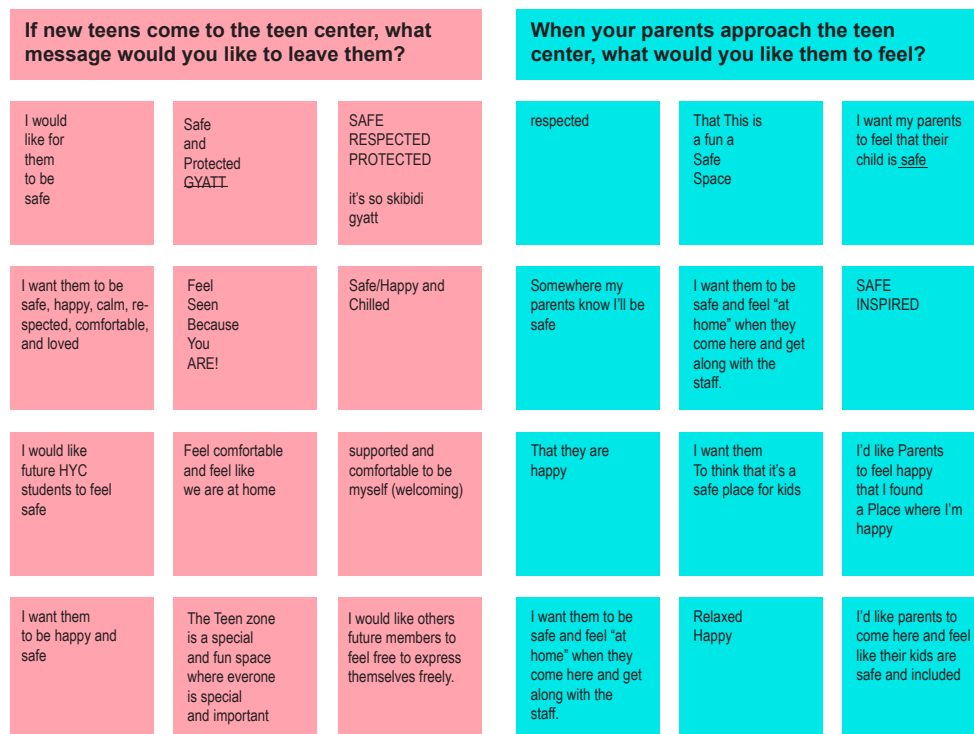 If new teens come to the teen center, what
message would you like to leave them?
I would
like for
them
to be
safe
Safe
and
Protected
GYATT
SAFE
RESPECTED
PROTECTED
it's so skibidi
gyatt
I want them to be
safe, happy, calm, re-
spected, comfortable,
and loved
Feel
Seen
Because
You
ARE!
Safe/Happy and
Chilled
I would like
future HYC
students to feel
safe
Feel comfortable
and feel like
we are at home
supported and
comfortable to be
myself (welcoming)
I want them
to be happy and
safe
The Teen zone
is a special
and fun space
where everone
is special
and important
I would like others
future members to
feel free to express
themselves freely.
When your parents approach the teen
center, what would you like them to feel?
respected
That This is
a fun a
Safe
Space
I want my parents
to feel that their
child is safe
Somewhere my
parents know I'll be
safe
I want them to be
safe and feel “at
home” when they
come here and get
along with the
staff.
SAFE
INSPIRED
That they are
happy
I want them
To think that it's a
safe place for kids
I'd like Parents
to feel happy
that I found
a Place where I'm
happy
I want them to be
safe and feel “at
home” when they
come here and get
along with the
staff.
Relaxed
Happy
I'd like parents to
come here and feel
like their kids are
safe and included